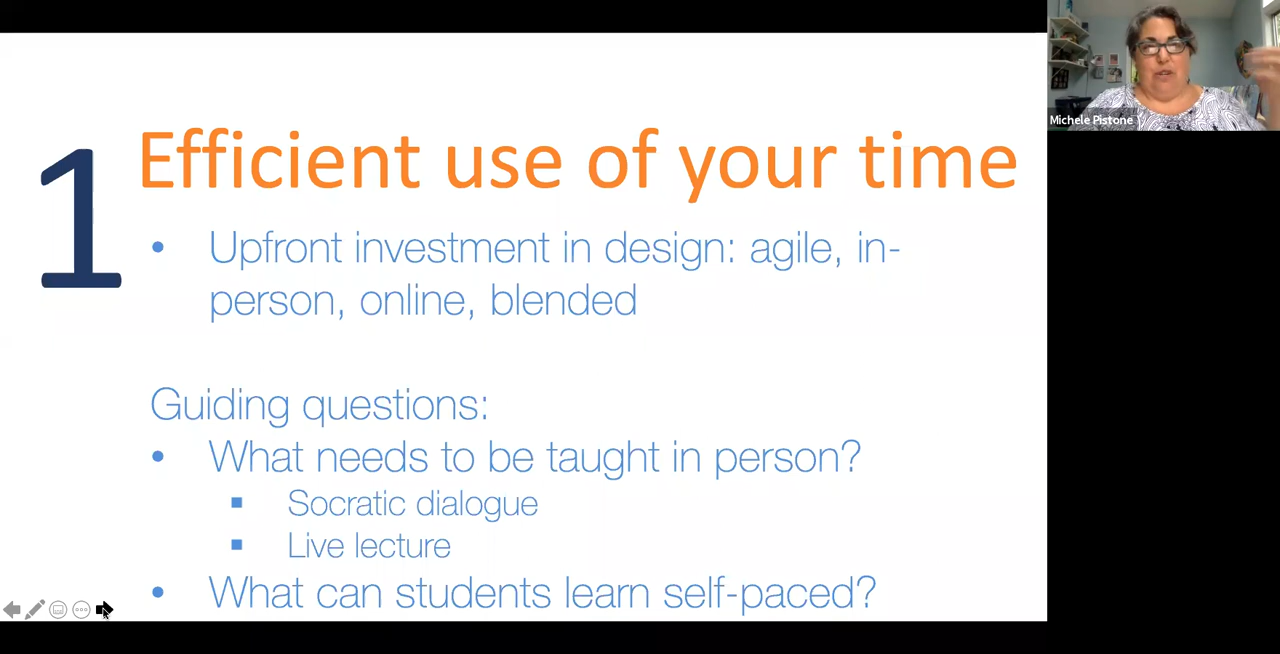 1
Efficient use of your time
• Upfront investment in design: agile, in-
person, online, blended
Guiding questions:
• What needs to be taught in person?
▪ Socratic dialogue
▪ Live lecture
• What can students learn self-paced?
Michele Pistone